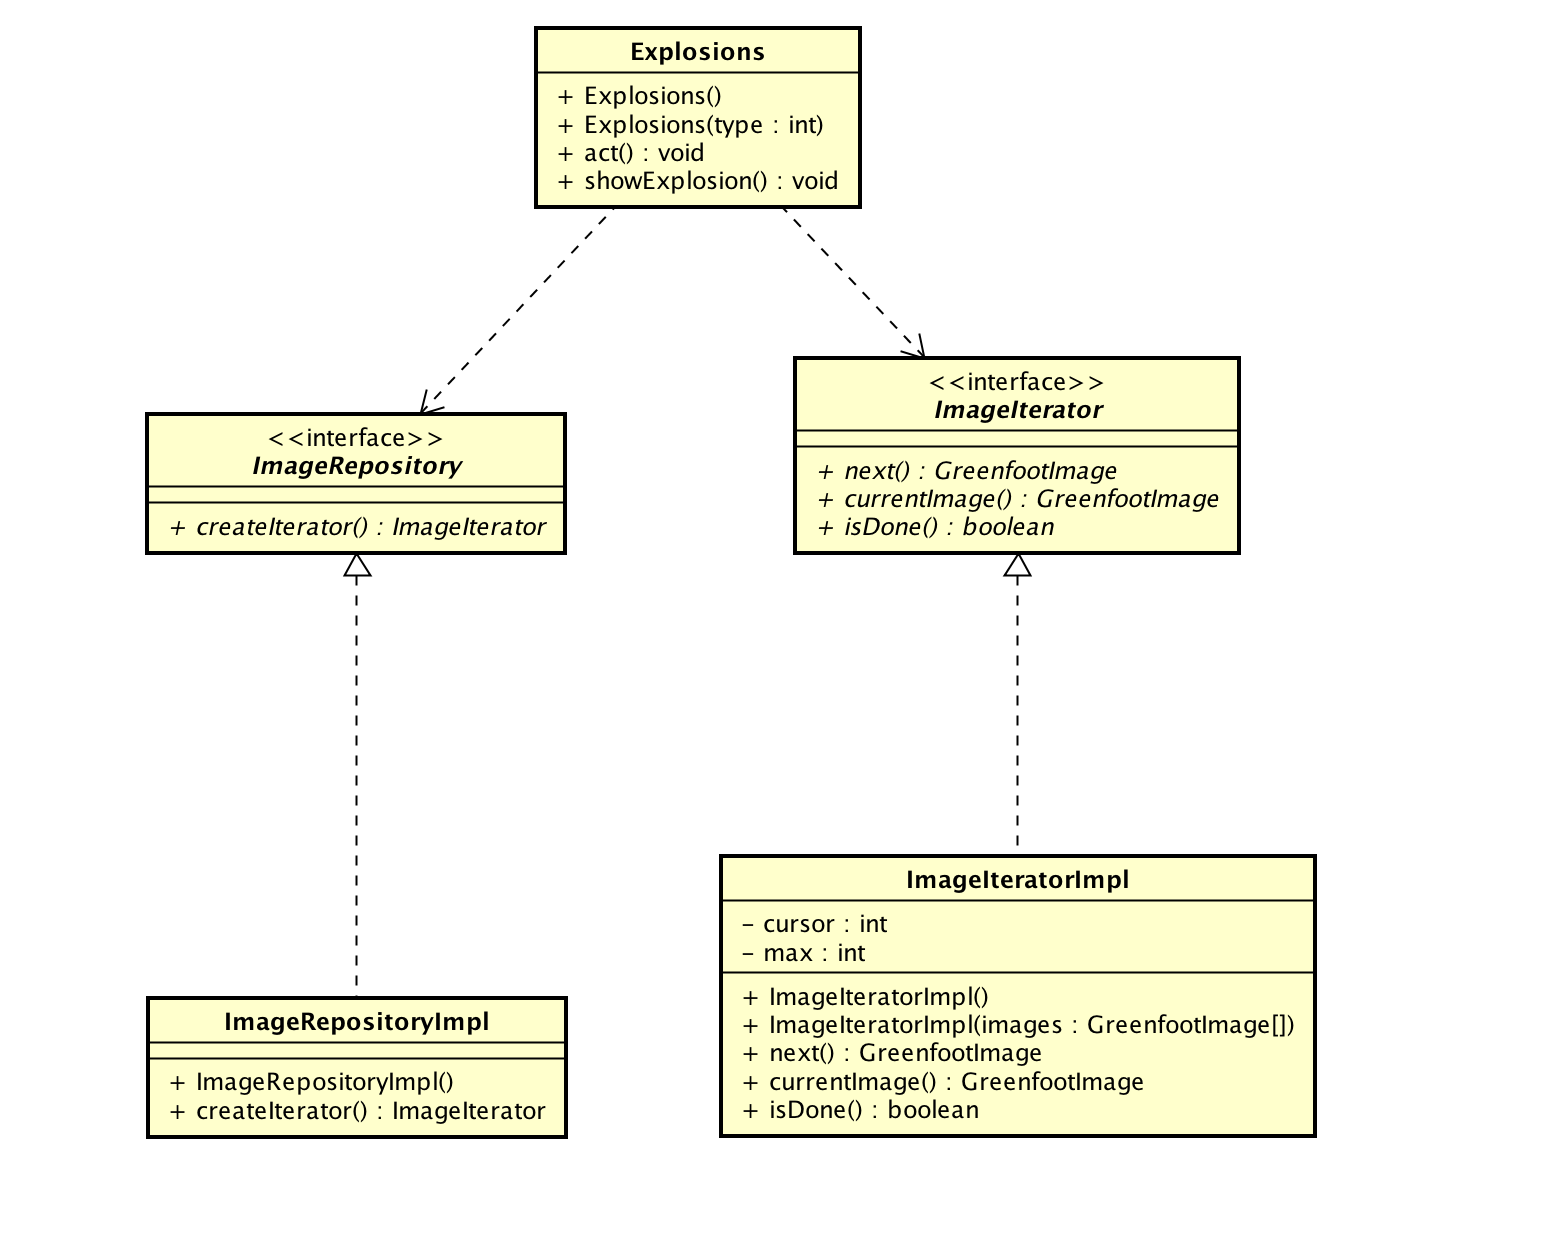 Explosions
+ Explosions()
+ Explosions(type : int)
+ act() : void
+ showExplosion() : void
<<interface>>
ImageRepository
+ createIterator() : ImageIterator
<<interface>>
ImageIterator
+ next() : GreenfootImage
+ currentImage() : GreenfootImage
+ isDone() : boolean
ImageRepositoryImpl
+ ImageRepositoryImpl()
+ createIterator() : ImageIterator
ImageIteratorImpl
- cursor : int
- max : int
+ ImageIteratorImpl()
+ ImageIteratorImpl(images : GreenfootImage[])
+ next() : GreenfootImage
+ currentImage() : GreenfootImage
+ isDone() : boolean